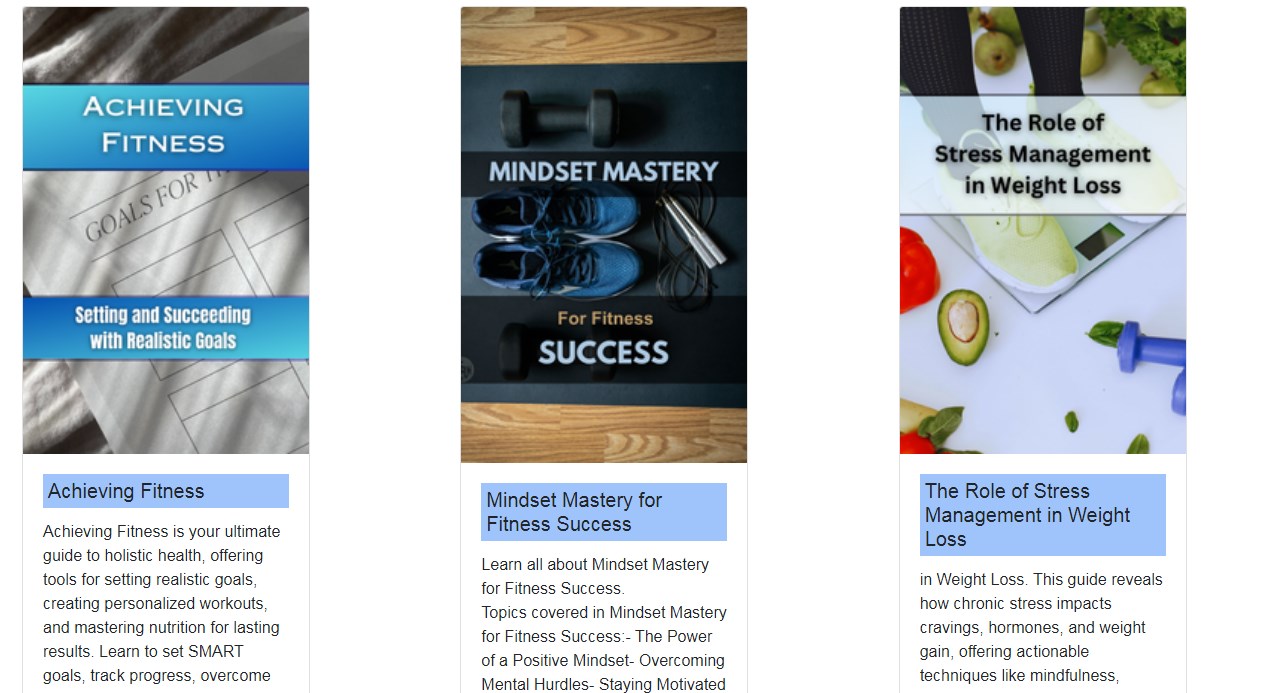 ACHIEVING
FITNESS
GOALS FOR
Setting and Succeeding
with Realistic Goals
Achieving Fitness
Achieving Fitness is your ultimate
guide to holistic health, offering
tools for setting realistic goals,
creating personalized workouts,
and mastering nutrition for lasting
results. Learn to set SMART
goals, track progress, overcome
MINDSET MASTERY
For Fitness
SUCCESS
Mindset Mastery for
Fitness Success
Learn all about Mindset Mastery
for Fitness Success.
Topics covered in Mindset Mastery
for Fitness Success:- The Power
of a Positive Mindset- Overcoming
Mental Hurdles- Staying Motivated
The Role of
Stress Management
in Weight Loss
The Role of Stress
Management in Weight
Loss
in Weight Loss. This guide reveals
how chronic stress impacts
cravings, hormones, and weight
gain, offering actionable
techniques like mindfulness,